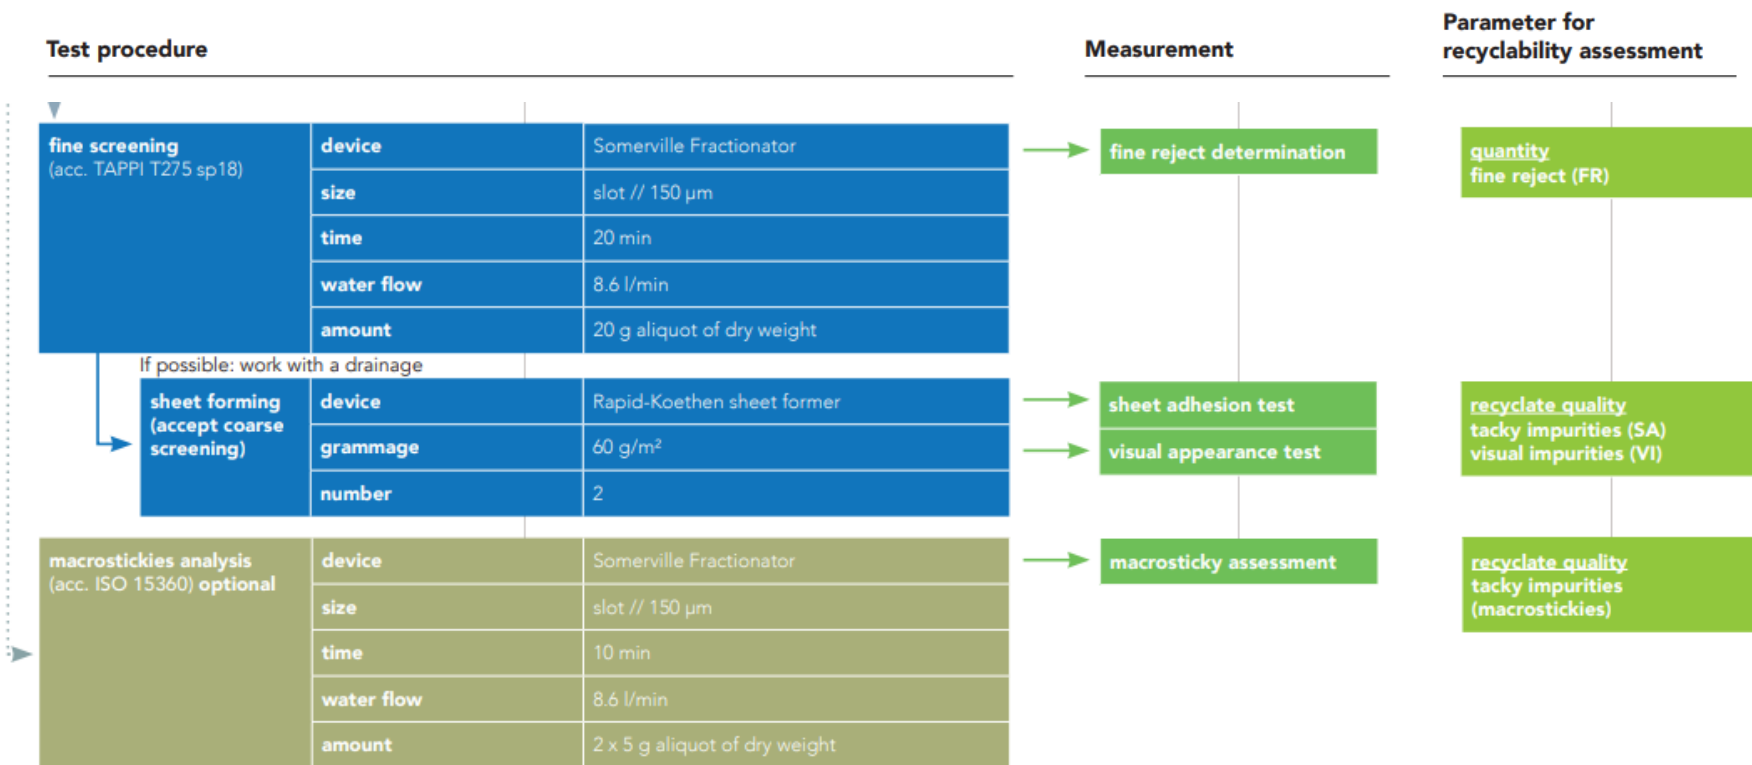 Test procedure
Measurement
Parameter for
recyclability assessment
fine screening
(acc. TAPPI T275 sp18)
device
Somerville Fractionator
size
slot // 150 µm
time
20 min
water flow
8.6 l/min
amount
20 g aliquot of dry weight
fine reject determination
quantity
fine reject (FR)
If possible: work with a drainage
sheet forming
(accept coarse
screening)
device
Rapid-Koethen sheet former
grammage
60 g/m²
number
2
sheet adhesion test
visual appearance test
recyclate quality
tacky impurities (SA)
visual impurities (VI)
macrostickies analysis
(acc. ISO 15360) optional
device
Somerville Fractionator
size
slot // 150 µm
time
10 min
water flow
8.6 l/min
amount
2 x 5 g aliquot of dry weight
macrosticky assessment
recyclate quality
tacky impurities
(macrostickies)